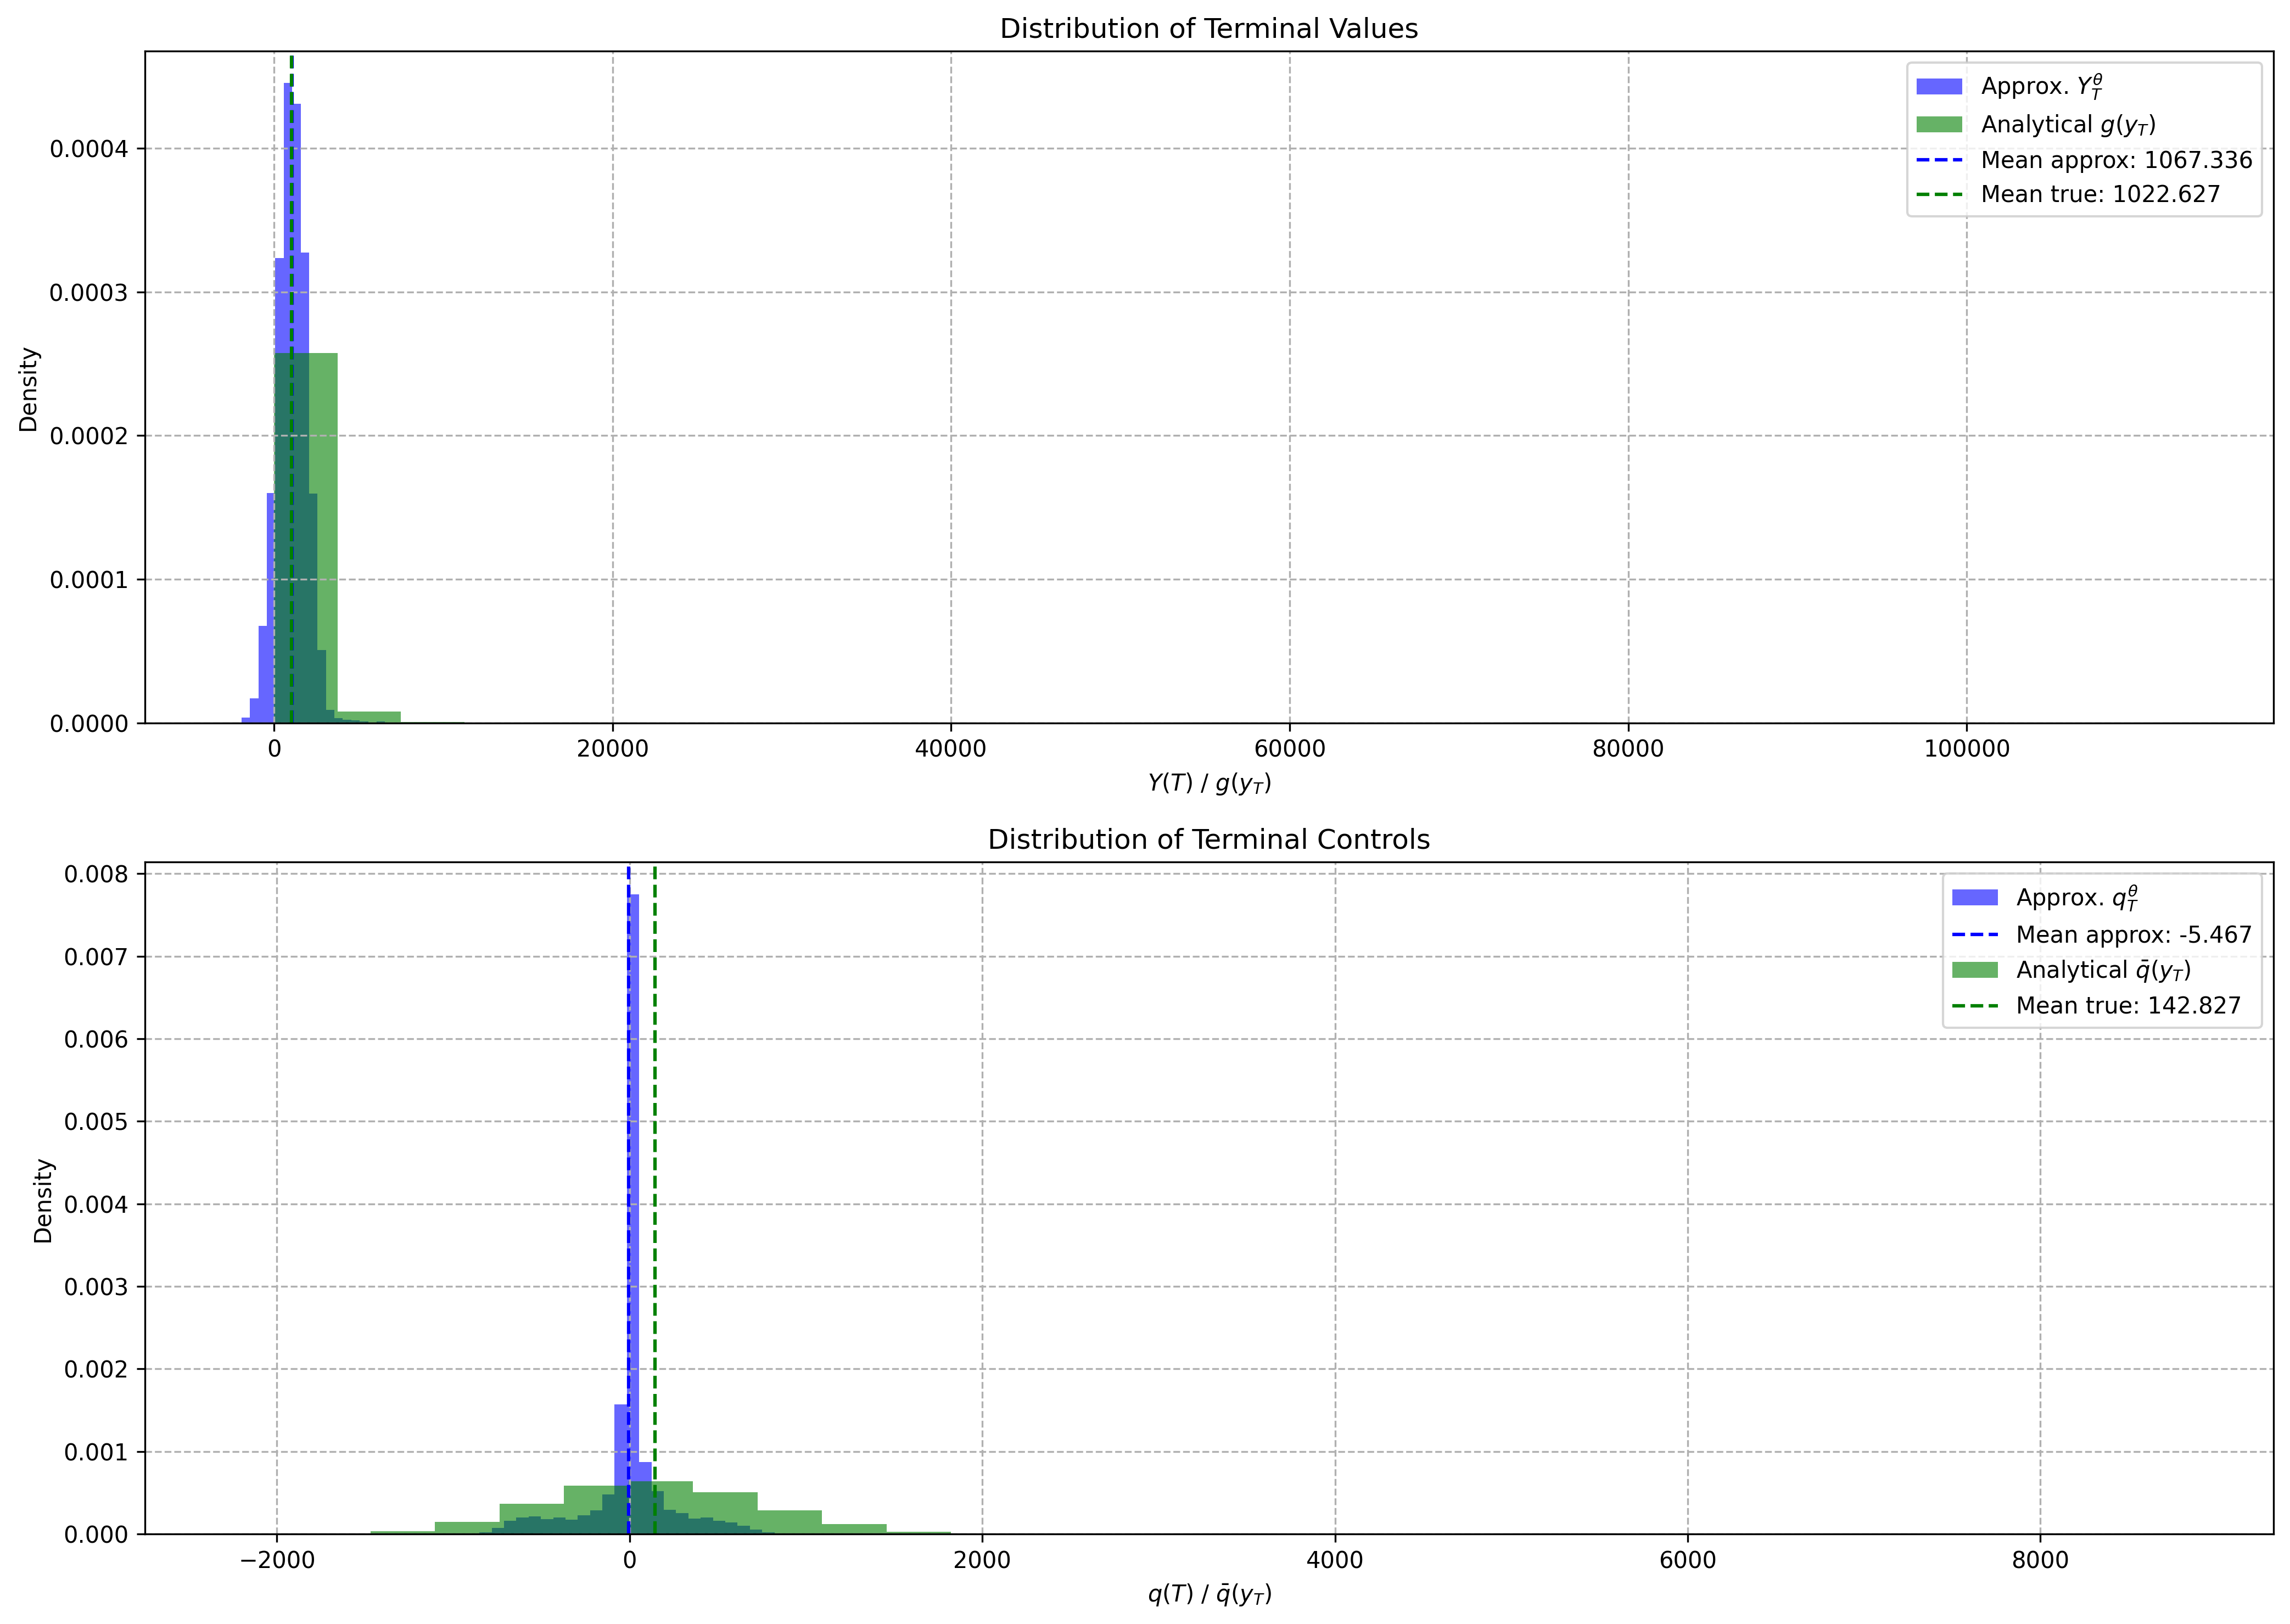 Distribution of Terminal Values
Density
0.0004
0.0003
0.0002
0.0001
0.0000
Approx. $Y_T^\theta$
Analytical $g(y_T)$
Mean approx: 1067.336
Mean true: 1022.627
0 20000 40000 60000 80000 100000
$Y(T)$ / $g(y_T)$
Distribution of Terminal Controls
Density
0.008
0.007
0.006
0.005
0.004
0.003
0.002
0.001
0.000
Approx. $q_T^\theta$
Mean approx: -5.467
Analytical $\bar{q}(y_T)$
Mean true: 142.827
−2000 0 2000 4000 6000 8000
$q(T)$ / $\bar{q}(y_T)$